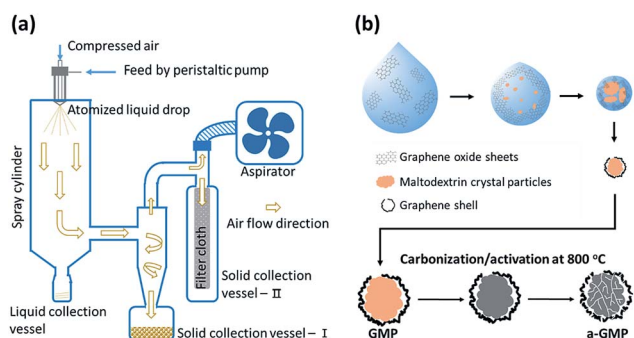 (a)
Compressed air
Feed by peristaltic pump
Atomized liquid drop
Spray cylinder
Aspirator
Air flow direction
Filter cloth
Solid collection
vessel – II
Liquid collection
vessel
Solid collection vessel – I
(b)
Graphene oxide sheets
Maltodextrin crystal particles
Graphene shell
Carbonization/activation at 800 °C
GMP
a-GMP